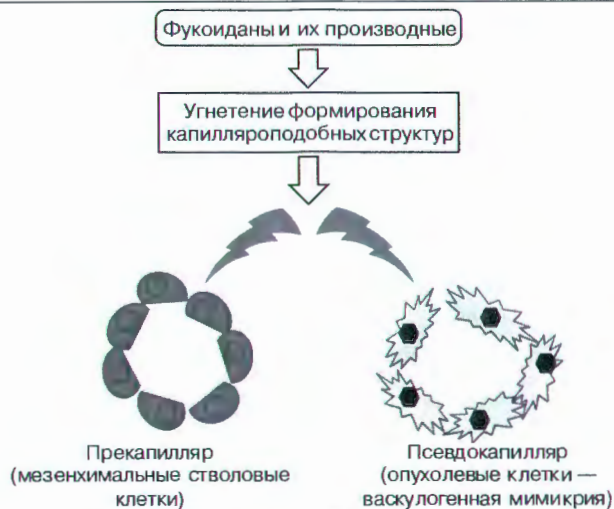 Фукоиданы и их производные
Угнетение формирования
капилляроподобных структур
Прекапилляр
(мезенхимальные стволовые
клетки)
Псевдокапилляр
(опухолевые клетки —
васкулогенная мимикрия)